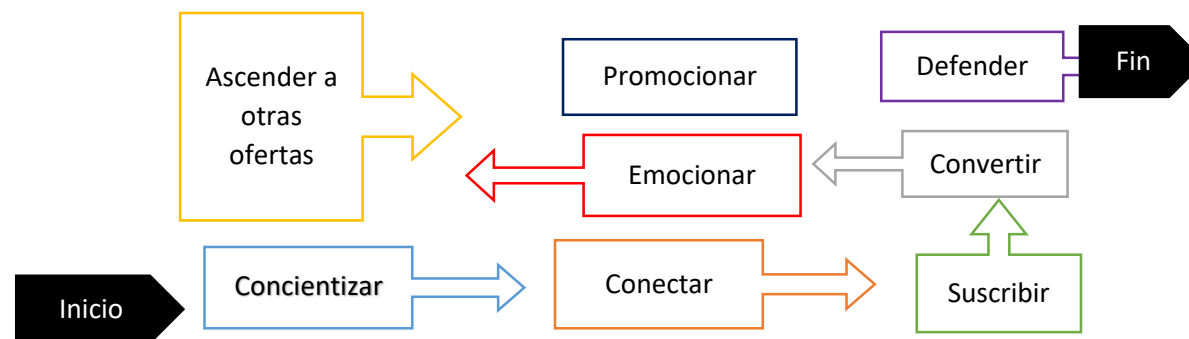 Ascender a
otras
ofertas
Promocionar
Defender
Fin
Emocionar
Convertir
Inicio
Concientizar
Conectar
Suscribir